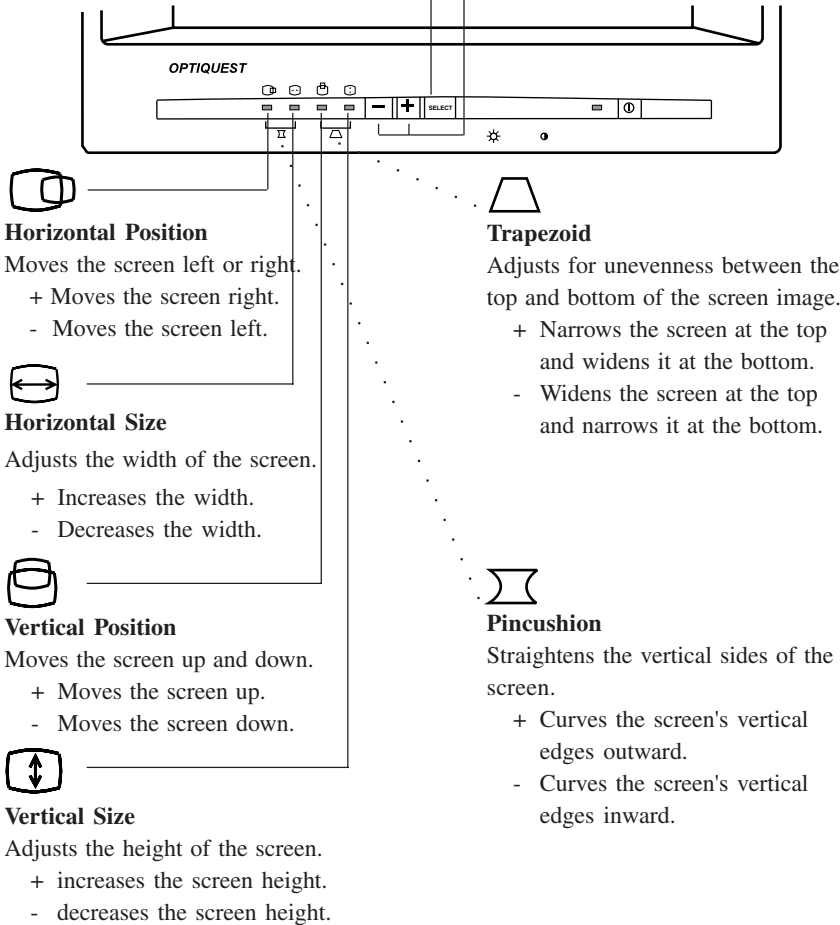 OPTIQUEST
SELECT
Horizontal Position
Moves the screen left or right.
+ Moves the screen right.
- Moves the screen left.
Horizontal Size
Adjusts the width of the screen.
+ Increases the width.
- Decreases the width.
Vertical Position
Moves the screen up and down.
+ Moves the screen up.
- Moves the screen down.
Vertical Size
Adjusts the height of the screen.
+ increases the screen height.
- decreases the screen height.
Trapezoid
Adjusts for unevenness between the
top and bottom of the screen image.
+ Narrows the screen at the top
and widens it at the bottom.
- Widens the screen at the top
and narrows it at the bottom.
Pincushion
Straightens the vertical sides of the
screen.
+ Curves the screen's vertical
edges outward.
- Curves the screen's vertical
edges inward.